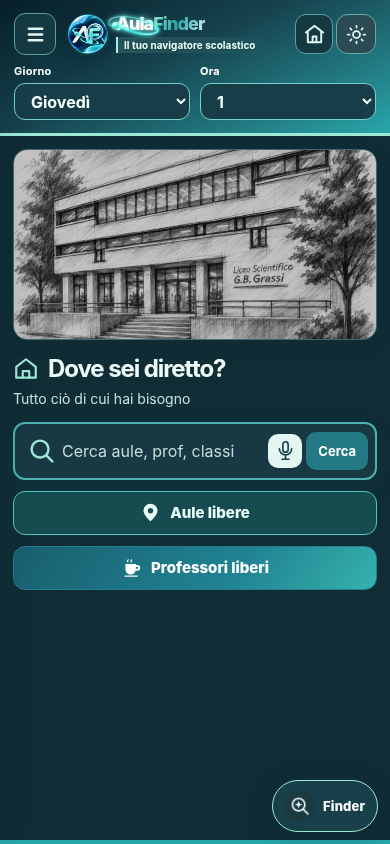 AF
AulaFinder
Il tuo navigatore scolastico
Giorno
Ora
Giovedì
1
Liceo Scientifico
G.B. Grassi
Dove sei diretto?
Tutto ciò di cui hai bisogno
Cerca aule, prof, classi
Cerca
Aule libere
Professori liberi
Finder